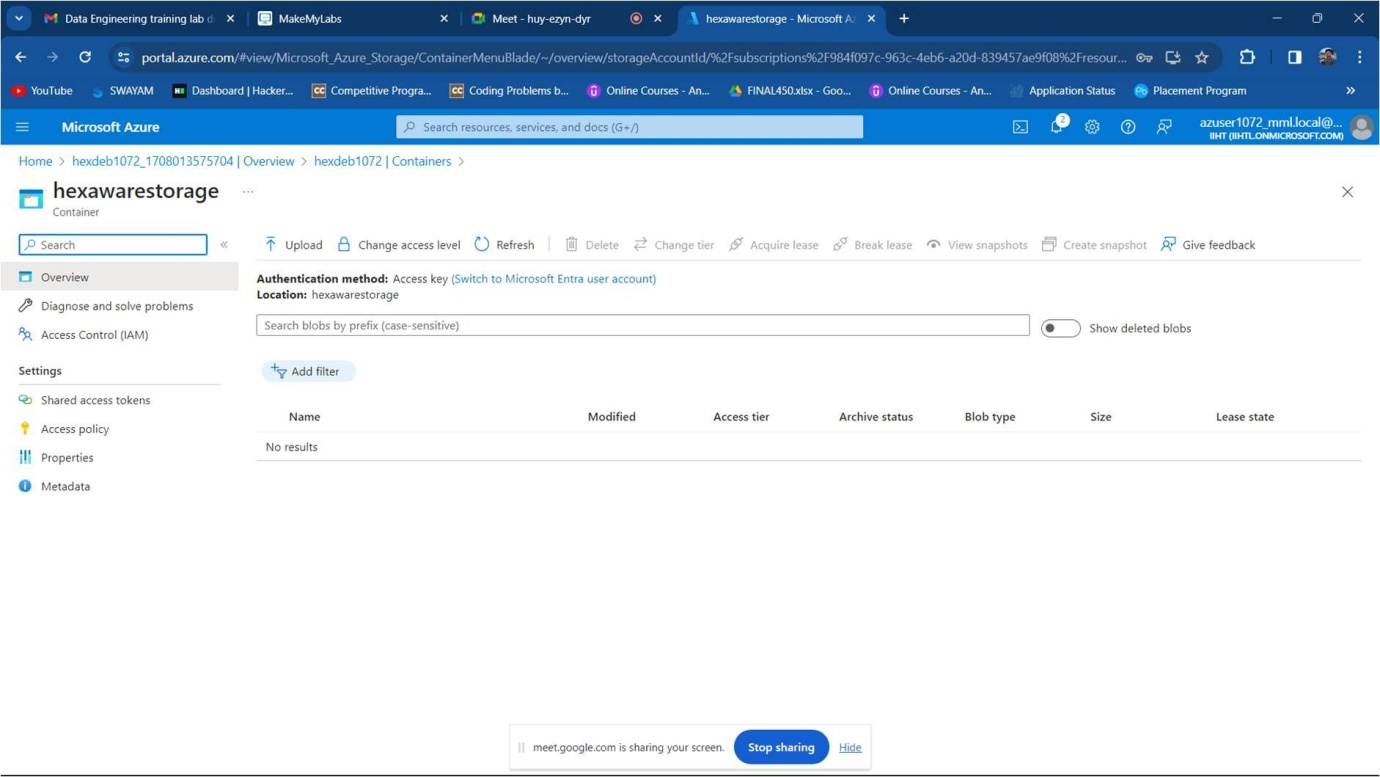 Data Engineering training lab d
MakeMyLabs
Meet - huy-ezyn-dyr
hexawarestorage - Microsoft A
portal.azure.com/#view/Microsoft_Azure_Storage/ContainerMenuBlade/~/overview/storageAccountId/%2Fsubscriptions%2F984f097c-963c-4eb6-a20d-839457ae9f08%2Fresour...
YouTube
SWAYAM
Dashboard | Hacker...
Competitive Progra...
Coding Problems b...
Online Courses - An...
FINAL450.xlsx - Goo...
Online Courses - An...
Application Status
Placement Program
Microsoft Azure
Search resources, services, and docs (G+/)
2
azuser1072_mml.local@...
IIHT (IIHTL.ONMICROSOFT.COM)
Home > hexdeb1072_1708013575704 | Overview > hexdeb1072 | Containers >
hexawarestorage ...
Container
Search
Upload
Change access level
Refresh
Delete
Change tier
Acquire lease
Break lease
View snapshots
Create snapshot
Give feedback
Overview
Diagnose and solve problems
Access Control (IAM)
Settings
Shared access tokens
Access policy
Properties
Metadata
Authentication method: Access key (Switch to Microsoft Entra user account)
Location: hexawarestorage
Search blobs by prefix (case-sensitive)
Show deleted blobs
Add filter
Name Modified Access tier Archive status Blob type Size Lease state
No results
meet.google.com is sharing your screen.
Stop sharing
Hide